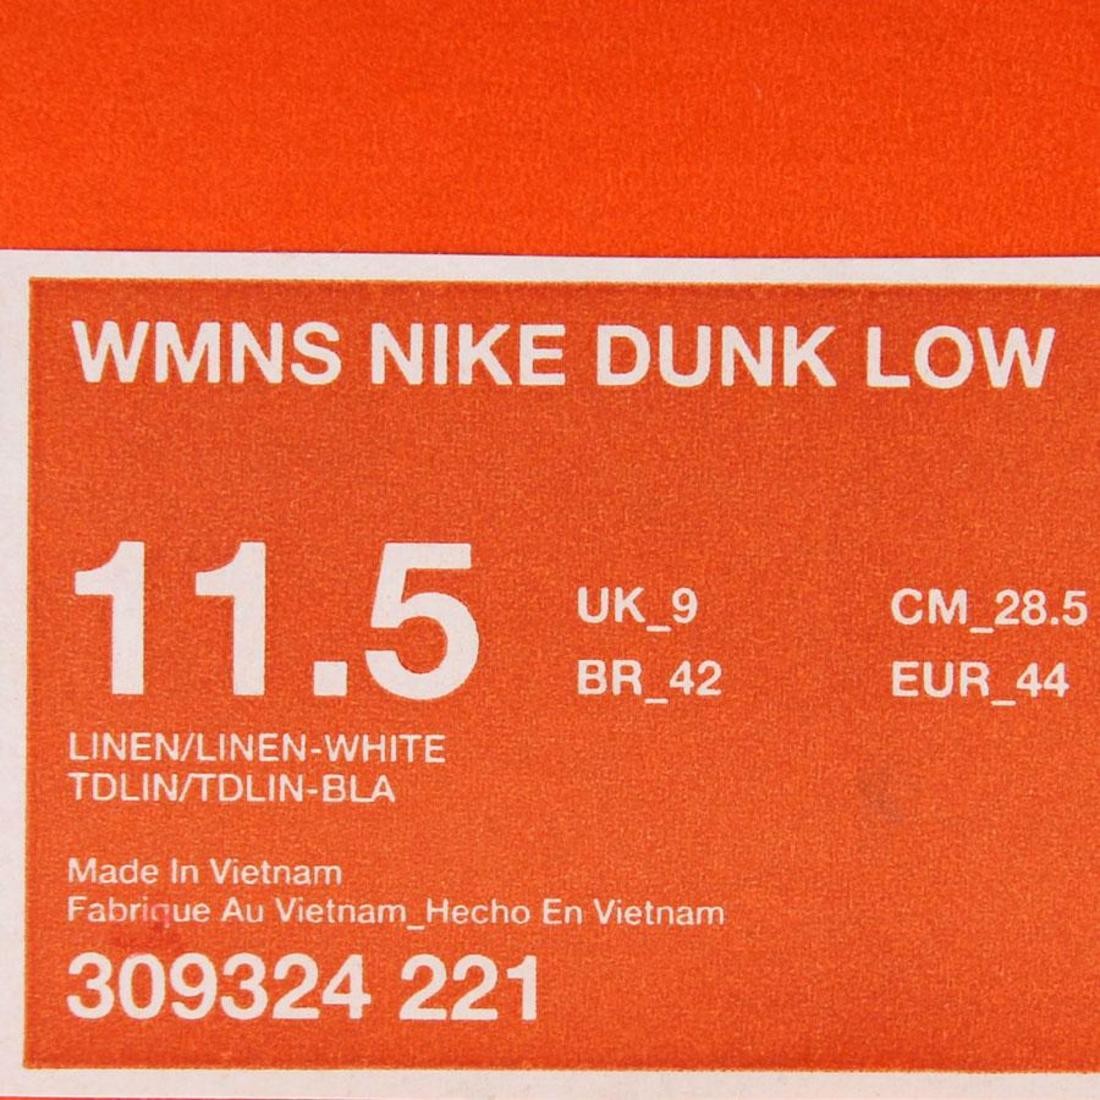 WMNS NIKE DUNK LOW
11.5
UK_9 CM_28.5
BR_42 EUR_44
LINEN/LINEN-WHITE
TDLIN/TDLIN-BLA
Made In Vietnam
Fabrique Au Vietnam_Hecho En Vietnam
309324 221